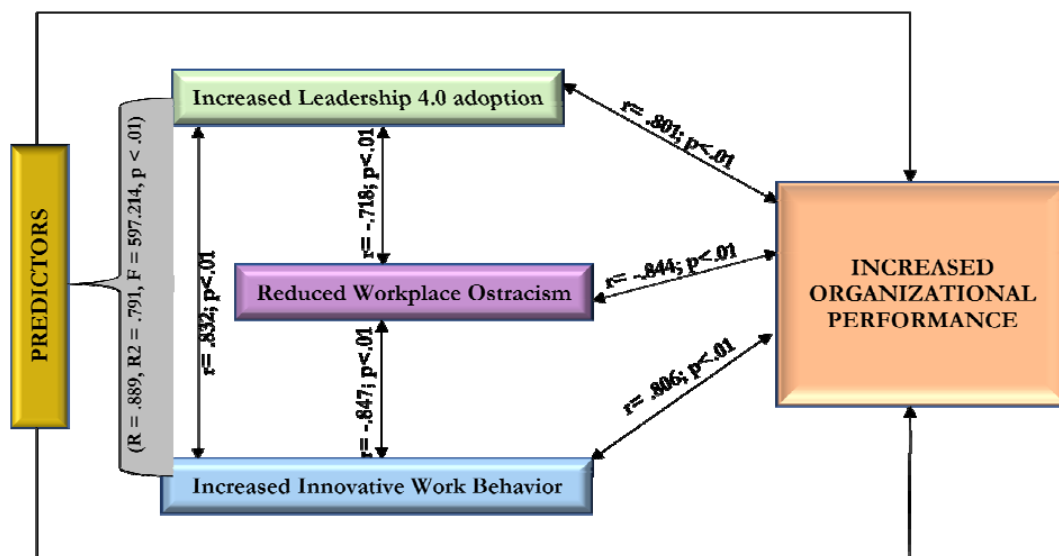 PREDICTORS
(R = .889, R2 = .791, F = 597.214, p < .01)
Increased Leadership 4.0 adoption
r= .801; p<.01
r= -.718; p<.01
r= .832; p<.01
Reduced Workplace Ostracism
r= -.844; p<.01
r= -.847; p<.01
r= .806; p<.01
Increased Innovative Work Behavior
INCREASED
ORGANIZATIONAL
PERFORMANCE